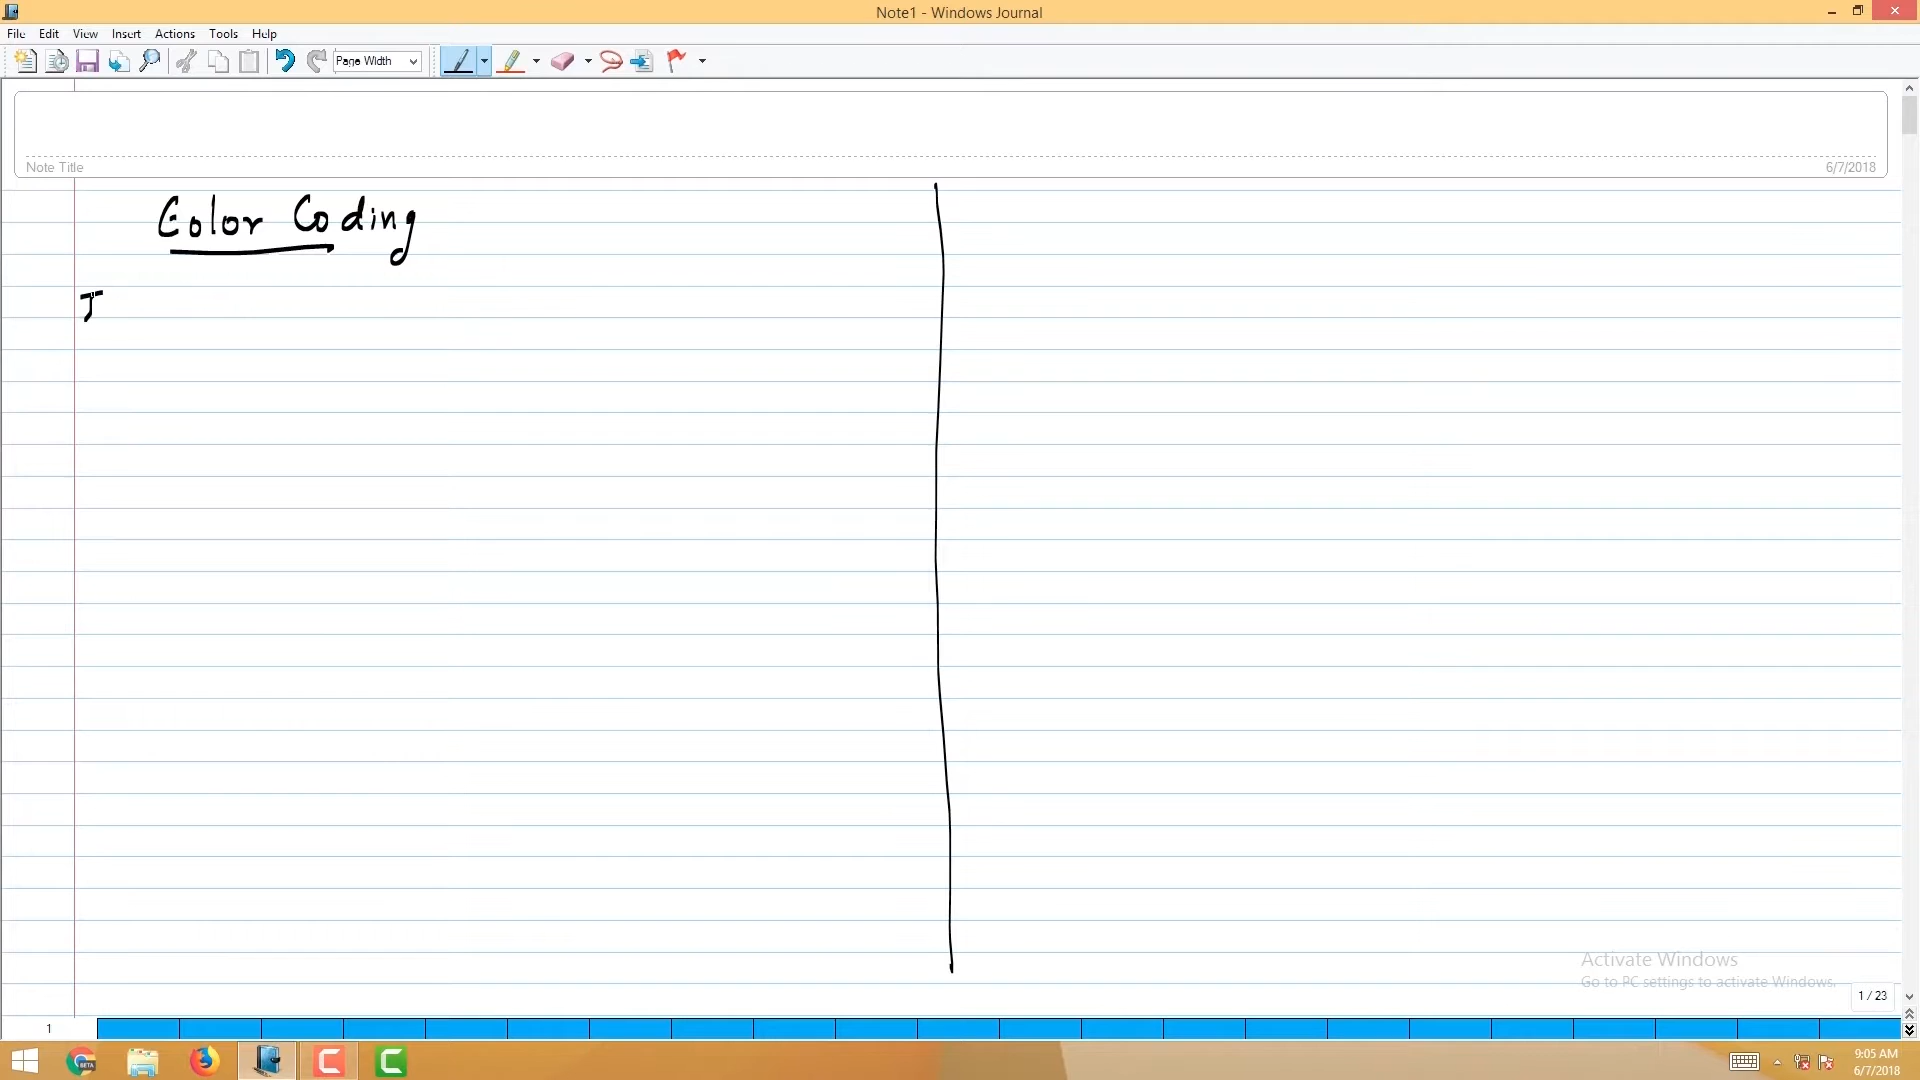 Note1 - Windows Journal
File Edit View Insert Actions Tools Help
Page Width
Note Title 6/7/2018
Color Coding
I
Activate Windows
Go to PC settings to activate Windows.
1 / 23
1
BETA
9:05 AM
6/7/2018